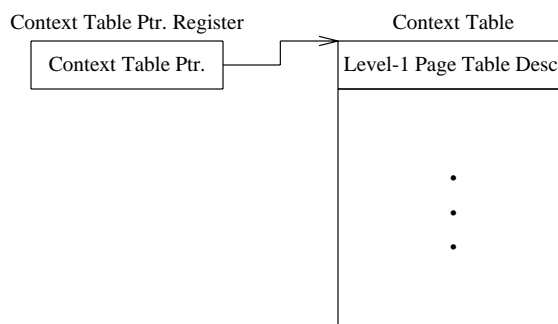 Context Table Ptr. Register
Context Table
Context Table Ptr.
Level-1 Page Table Desc